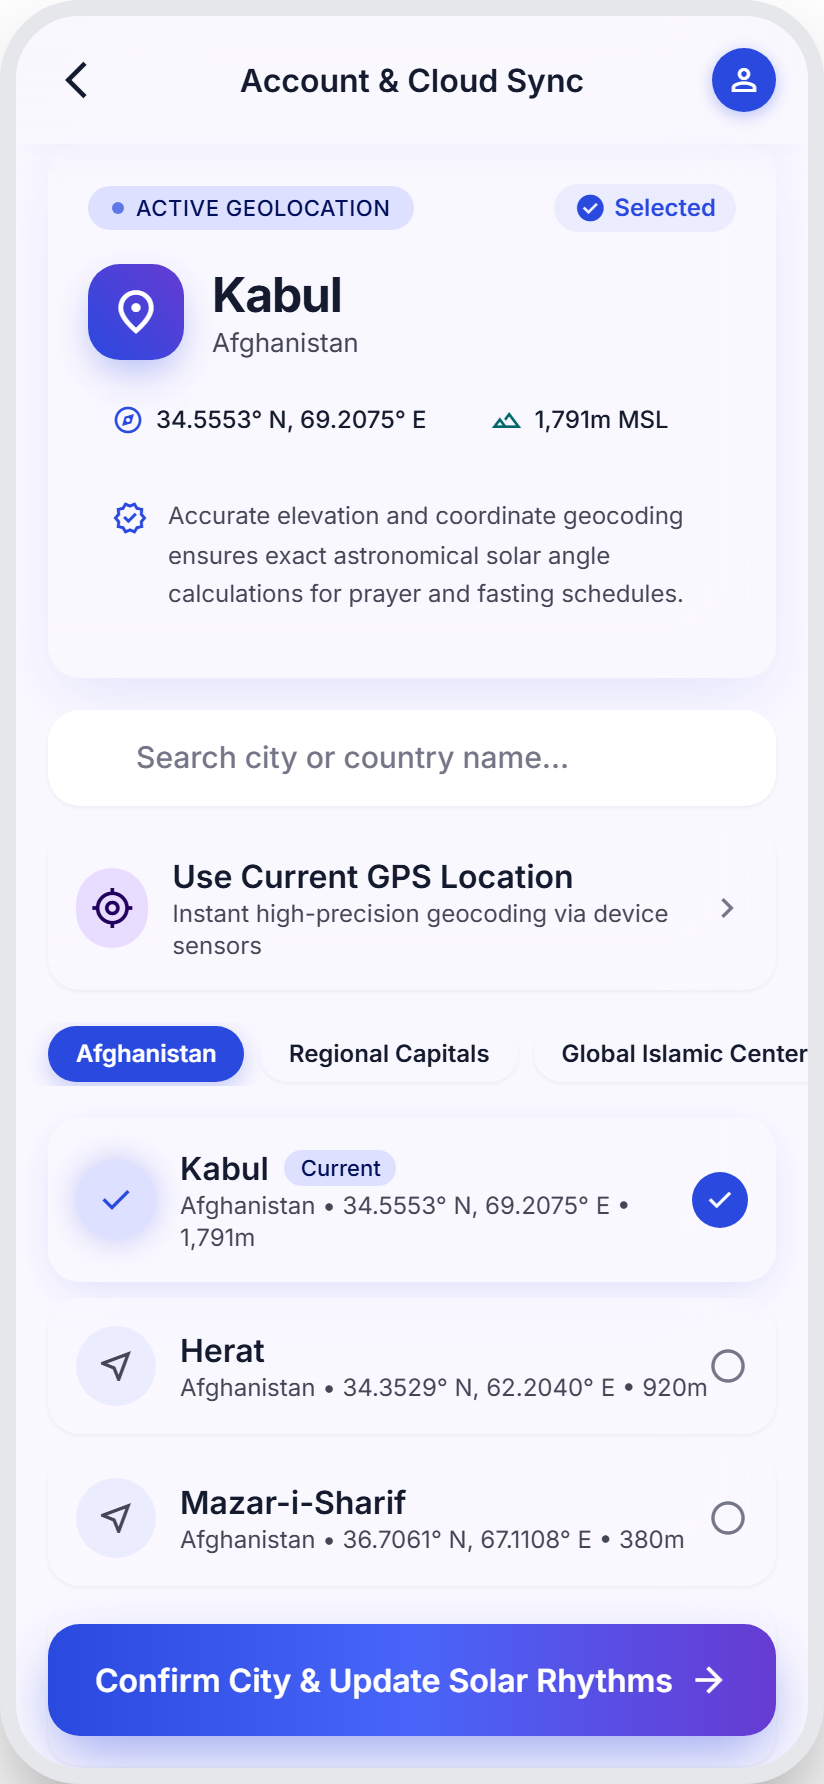 Account & Cloud Sync
ACTIVE GEOLOCATION
Selected
Kabul
Afghanistan
34.5553° N, 69.2075° E
1,791m MSL
Accurate elevation and coordinate geocoding
ensures exact astronomical solar angle
calculations for prayer and fasting schedules.
Search city or country name...
Use Current GPS Location
Instant high-precision geocoding via device
sensors
Afghanistan
Regional Capitals
Global Islamic Center
Kabul
Current
Afghanistan • 34.5553° N, 69.2075° E •
1,791m
Herat
Afghanistan • 34.3529° N, 62.2040° E • 920m
Mazar-i-Sharif
Afghanistan • 36.7061° N, 67.1108° E • 380m
Confirm City & Update Solar Rhythms